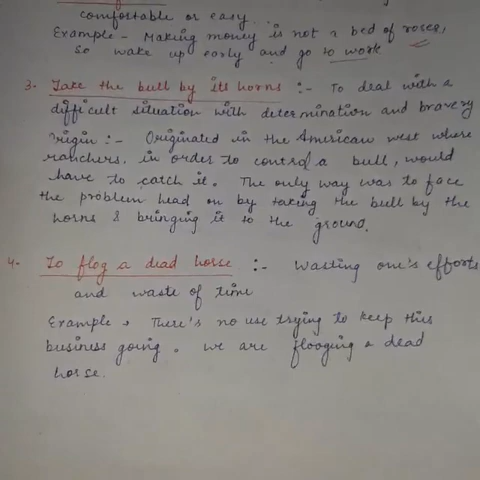 comfortable or easy.
Example - Making money is not a bed of roses,
so wake up early and go to work
3- Take the bull by its horns :- To deal with a
difficult situation with determination and bravery
Origin :- Originated in the American west where
ranchers, in order to control a bull, would
have to catch it. The only way was to face
the problem head on by taking the bull by the
horns & bringing it to the ground.
4- To flog a dead horse :- Wasting one's efforts
and waste of time
Example → There's no use trying to keep this
business going. We are flogging a dead
horse.